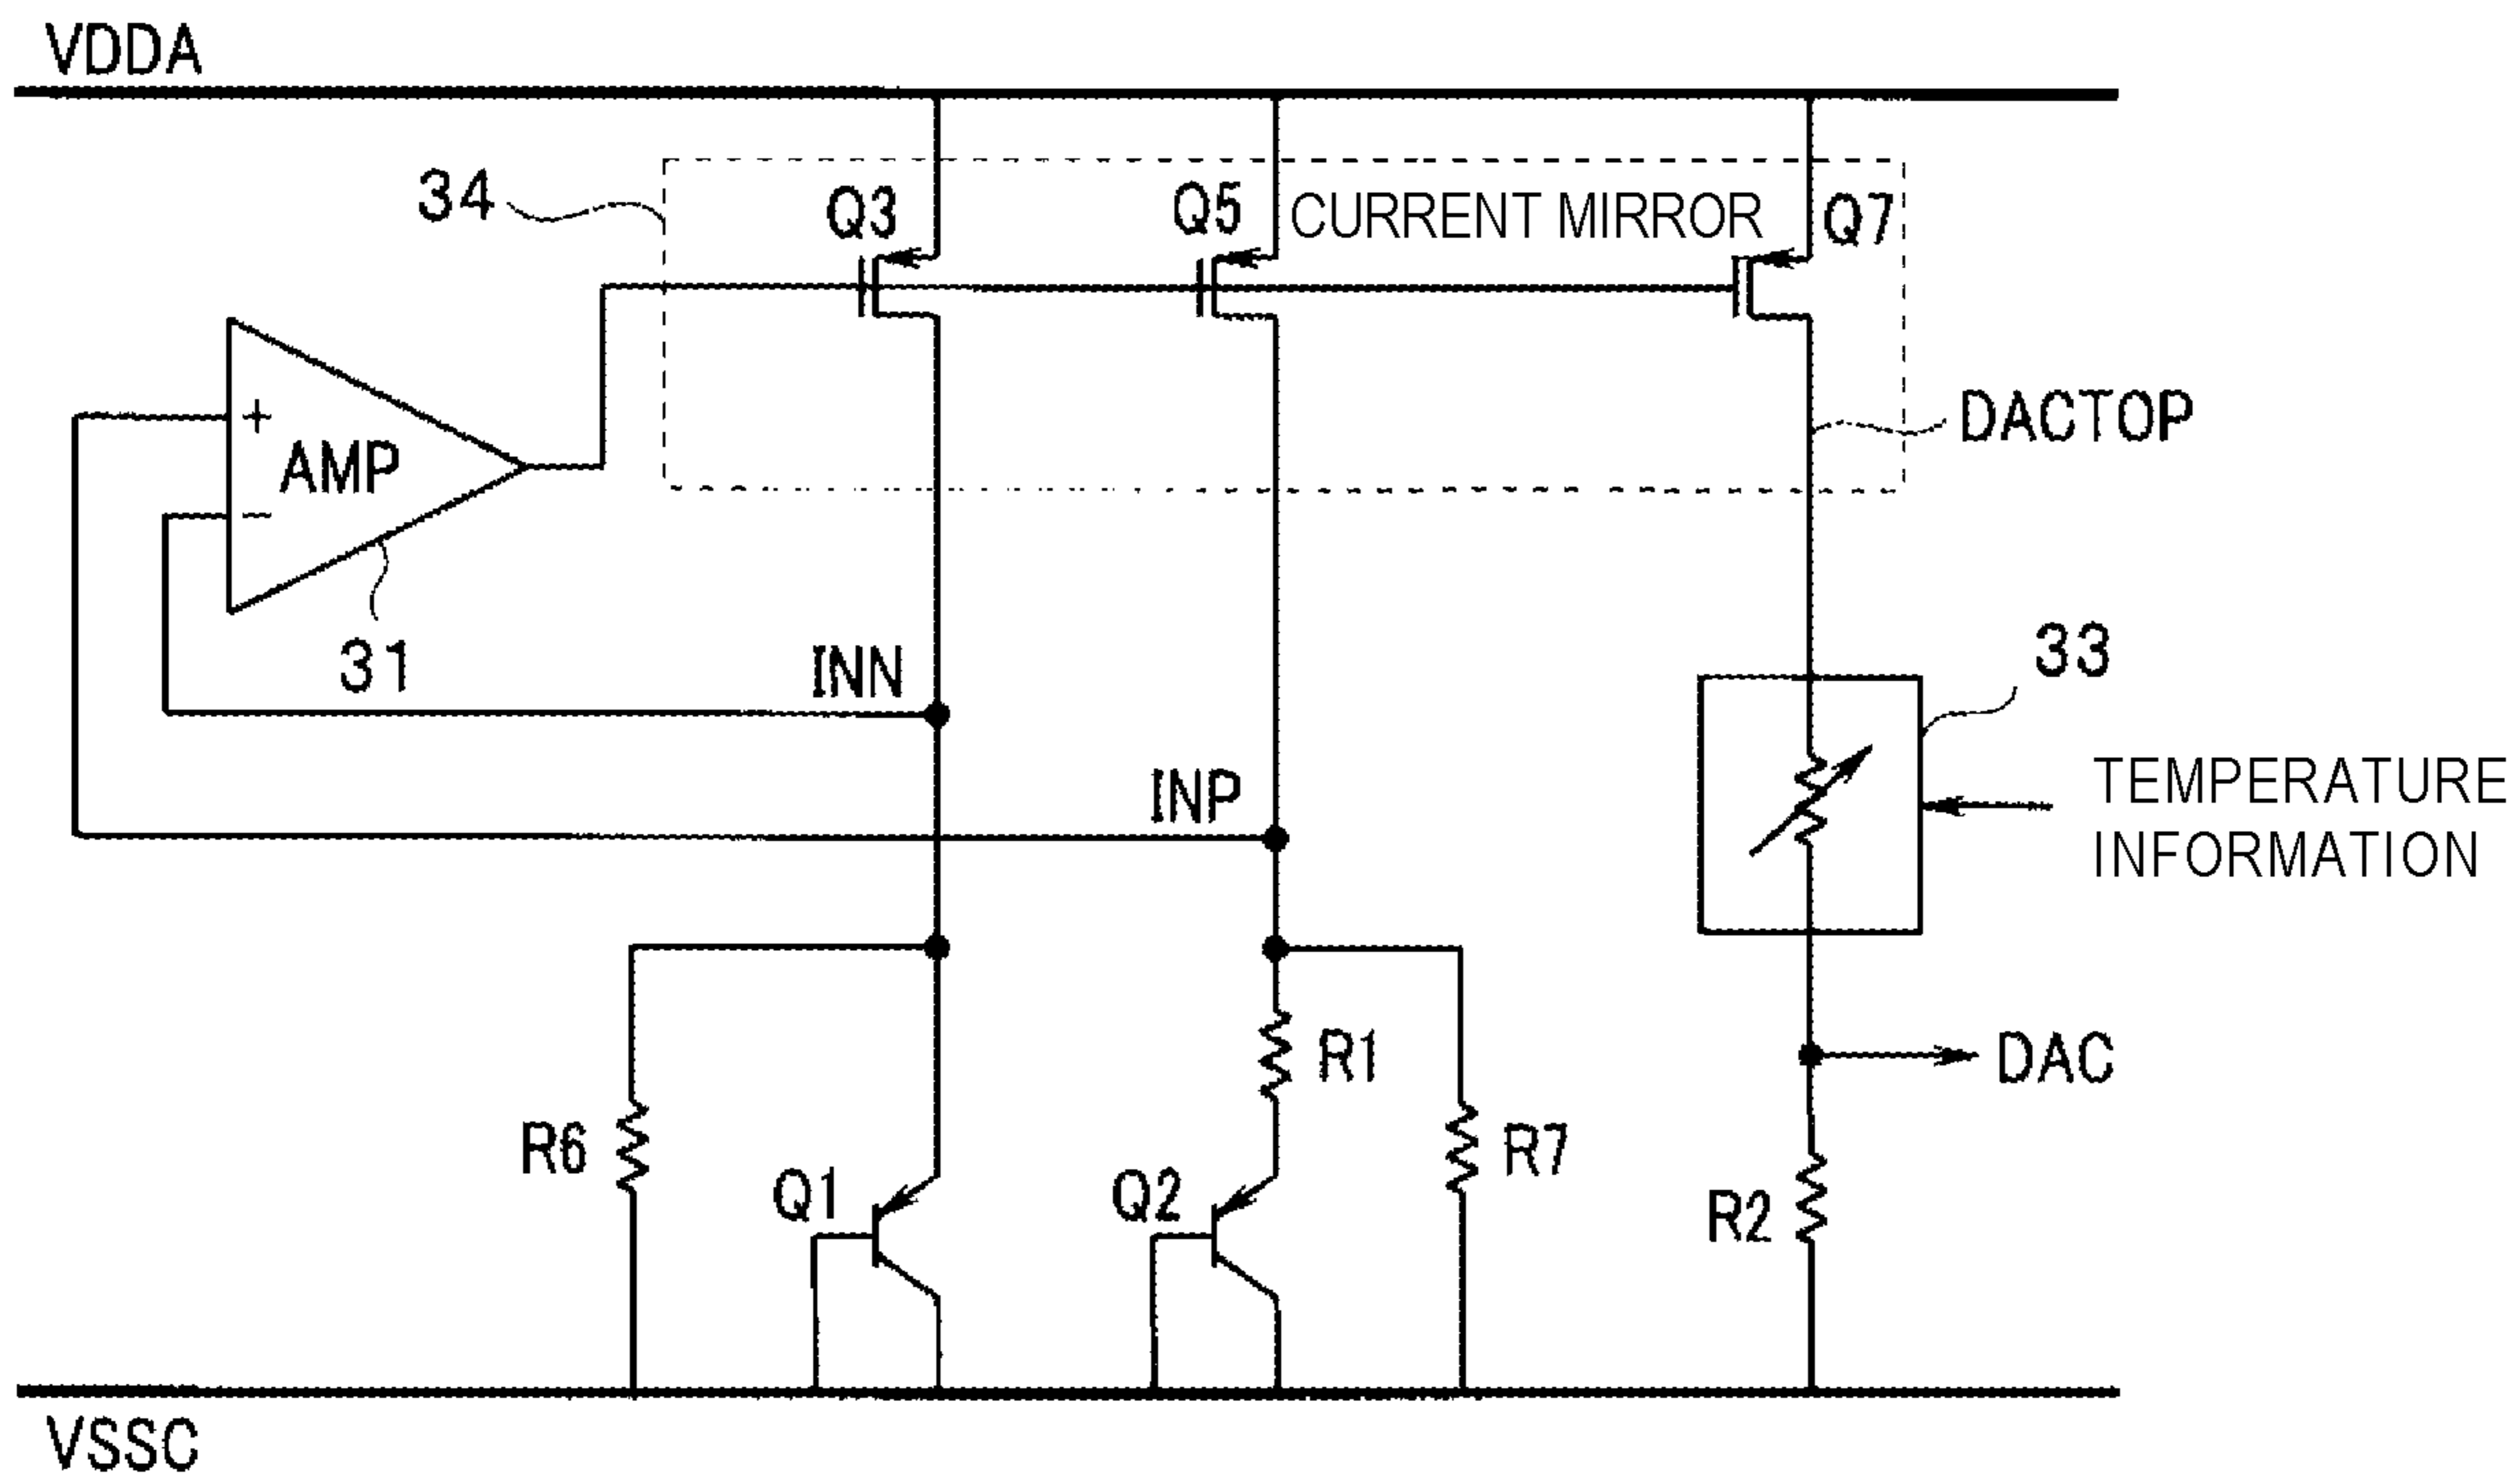 VDDA
34
Q3
Q5
CURRENT MIRROR
Q7
+
AMP
−
DACTOP
31
INN
33
INP
TEMPERATURE
INFORMATION
R1
DAC
R6
Q1
Q2
R7
R2
VSSC